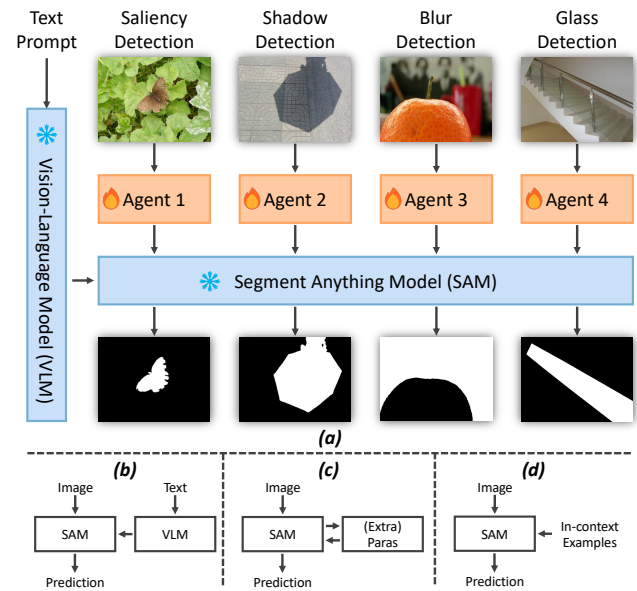 Text
Prompt
Saliency
Detection
Shadow
Detection
Blur
Detection
Glass
Detection
Agent 1
Agent 2
Agent 3
Agent 4
Vision-Language Model (VLM)
Segment Anything Model (SAM)
(a)
(b)
(c)
(d)
Image
Text
SAM
VLM
Prediction
Image
SAM
(Extra)
Paras
Prediction
Image
SAM
In-context
Examples
Prediction